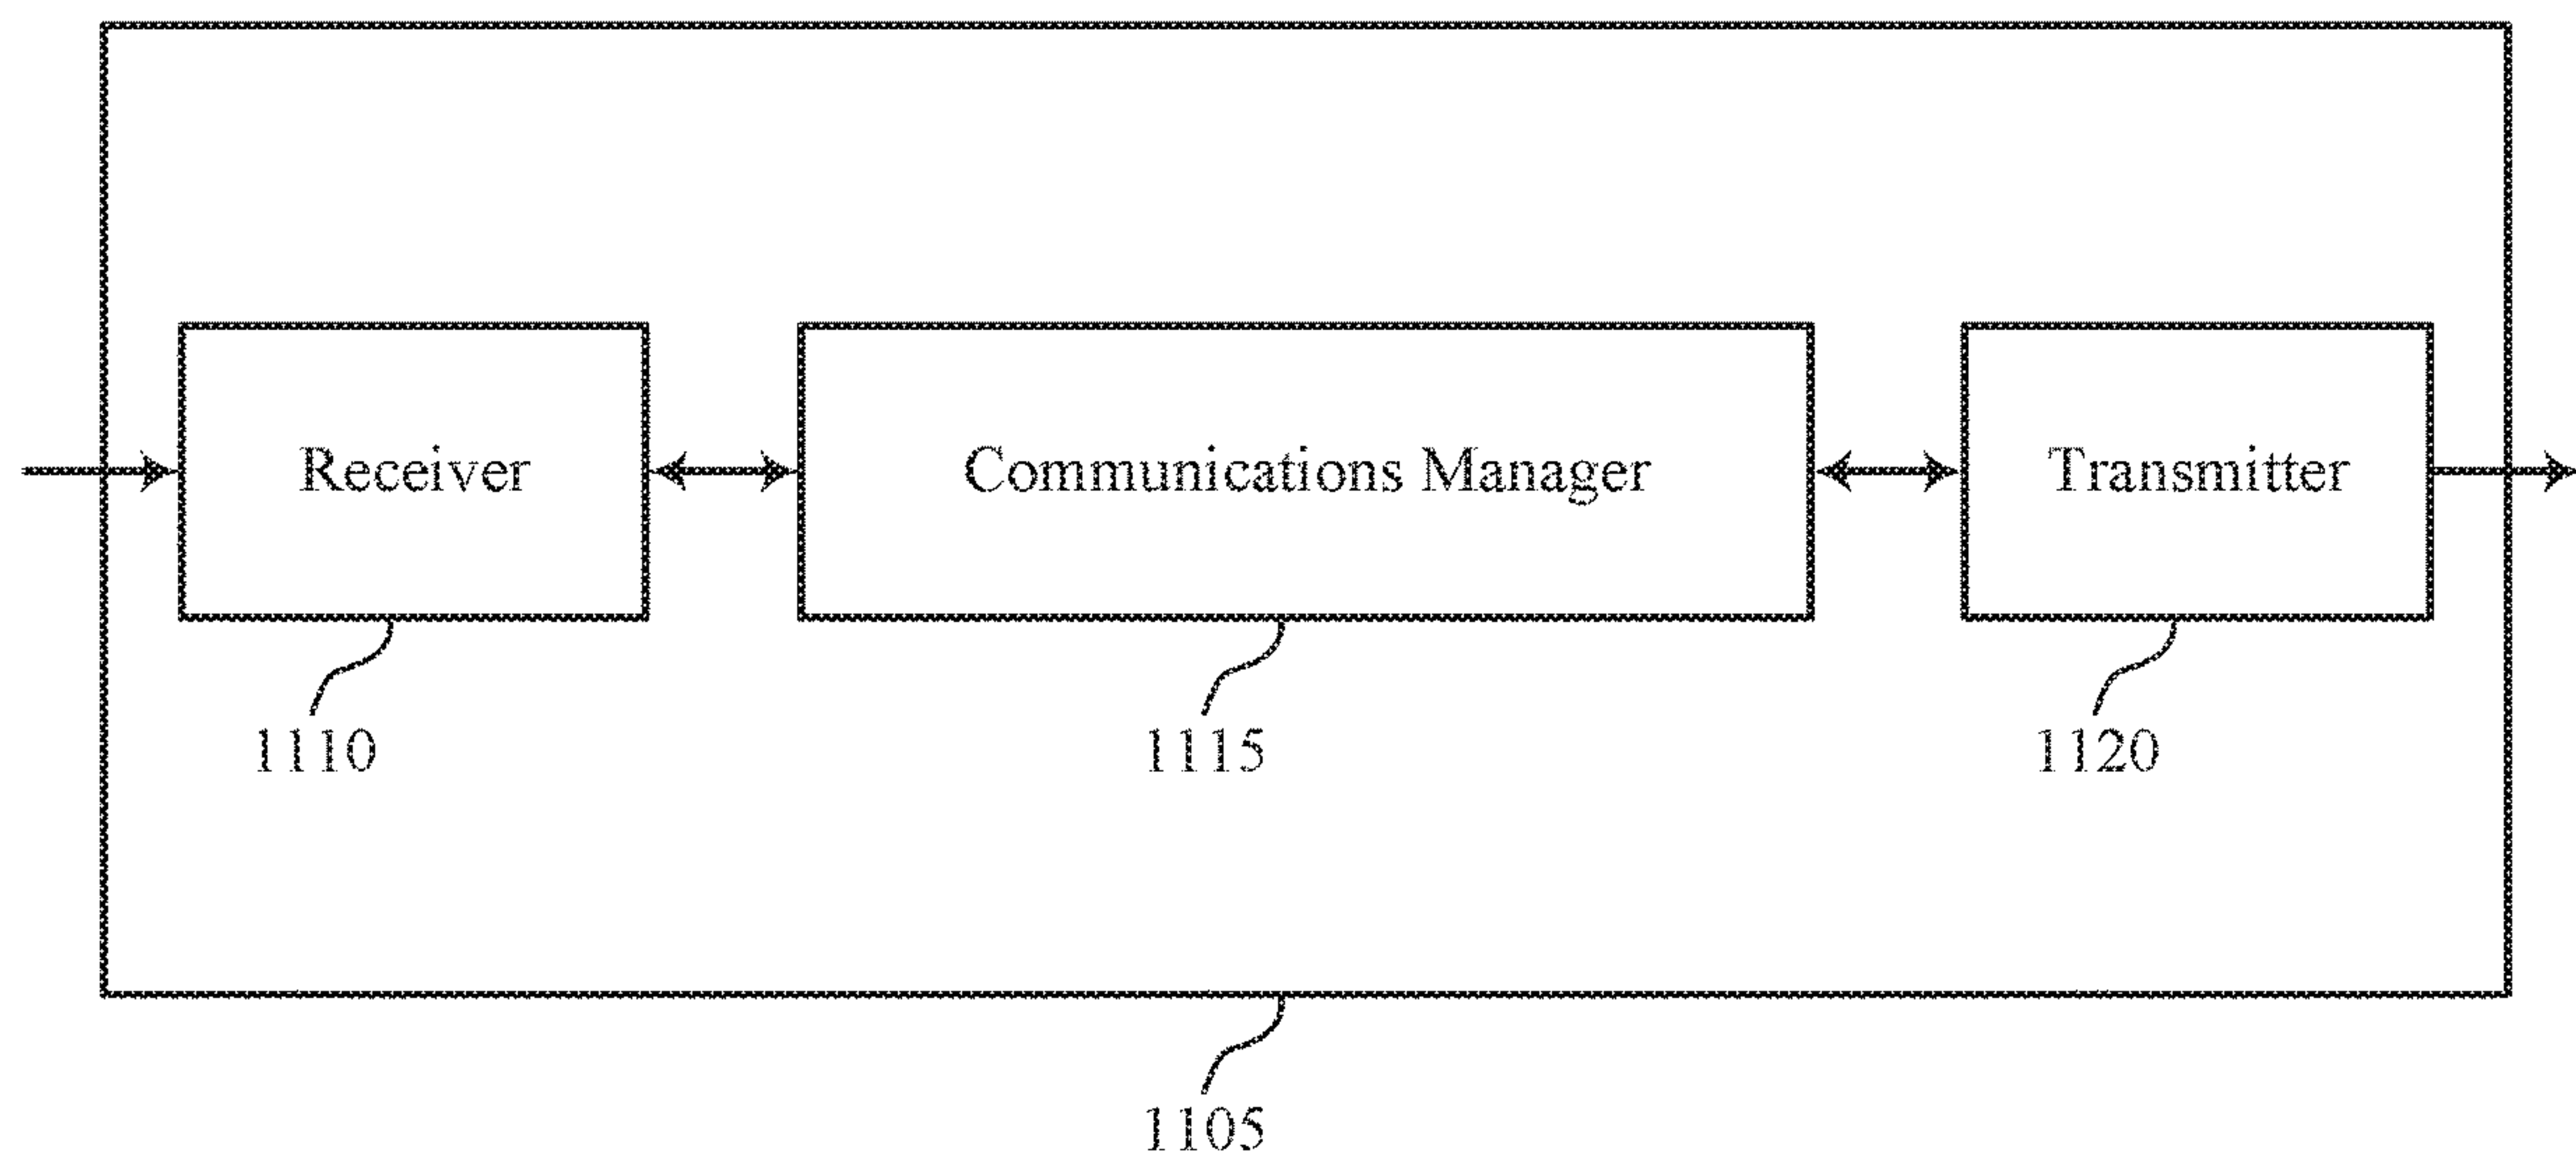 Receiver
Communications Manager
Transmitter
1110
1115
1120
1105